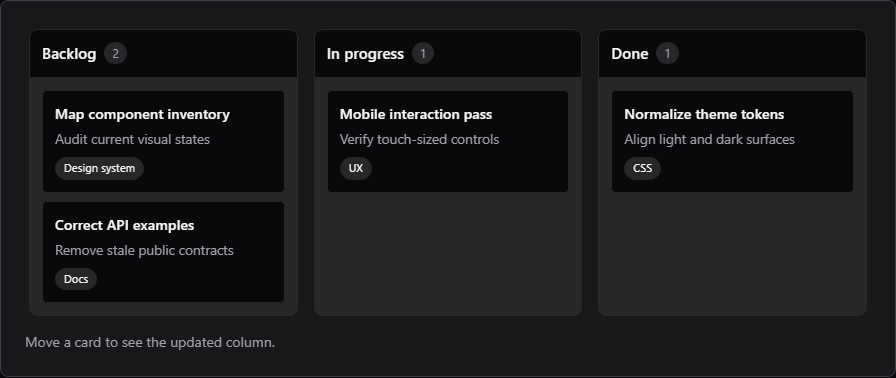 Backlog 2
Map component inventory
Audit current visual states
Design system
Correct API examples
Remove stale public contracts
Docs
In progress 1
Mobile interaction pass
Verify touch-sized controls
UX
Done 1
Normalize theme tokens
Align light and dark surfaces
CSS
Move a card to see the updated column.